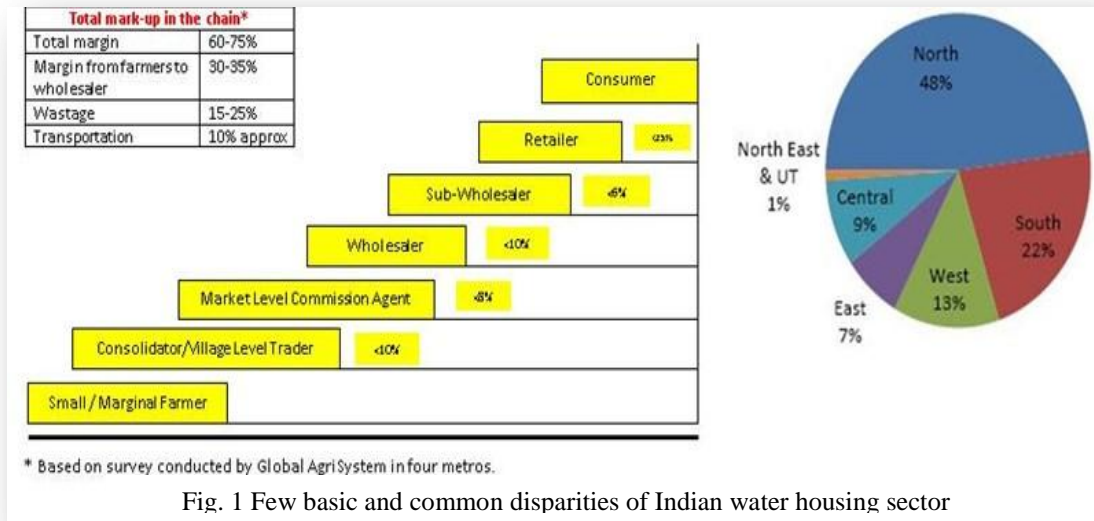 Total mark-up in the chain*
Total margin 60-75%
Margin from farmers to 30-35%
wholesaler
Wastage 15-25%
Transportation 10% approx
Consumer
Retailer
Sub-Wholesaler <6%
Wholesaler <10%
Market Level Commission Agent <8%
Consolidator/Village Level Trader <10%
Small / Marginal Farmer
* Based on survey conducted by Global AgriSystem in four metros.
North
48%
North East
& UT
1%
Central
9%
South
22%
West
13%
East
7%
Fig. 1 Few basic and common disparities of Indian water housing sector